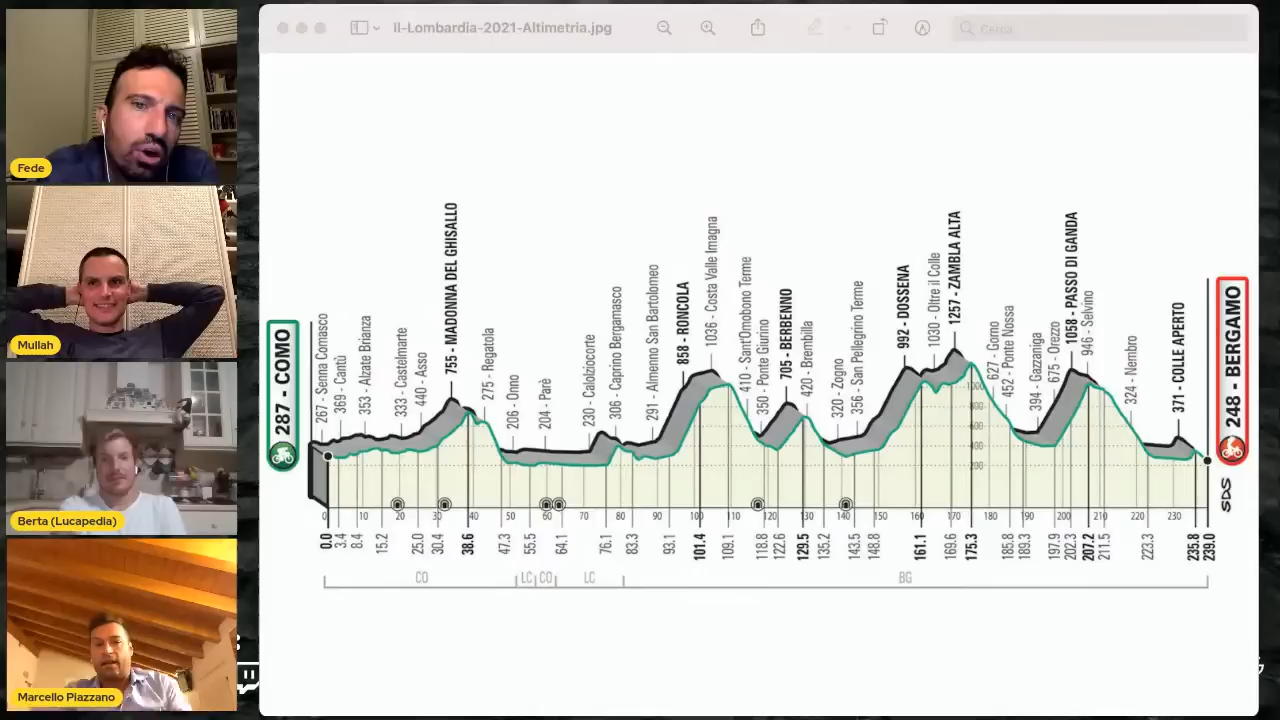 Il-Lombardia-2021-Altimetria.jpg
Cerca
Fede
Mullah
Berta (Lucapedia)
Marcello Piazzano
287 - COMO
267 - Senna Comasco
369 - Cantù
353 - Alzate Brianza
333 - Castelmarte
440 - Asso
755 - MADONNA DEL GHISALLO
275 - Regatola
206 - Onno
204 - Parè
230 - Calolziocorte
306 - Caprino Bergamasco
291 - Almenno San Bartolomeo
858 - RONCOLA
1036 - Costa Valle Imagna
410 - Sant'Omobono Terme
350 - Ponte Giurino
705 - BERBENNO
420 - Brembilla
320 - Zogno
356 - San Pellegrino Terme
992 - DOSSENA
1030 - Oltre il Colle
1257 - ZAMBLA ALTA
627 - Gorno
452 - Ponte Nossa
394 - Gazzaniga
675 - Orezzo
1058 - PASSO DI GANDA
946 - Selvino
324 - Nembro
371 - COLLE APERTO
248 - BERGAMO
SDS
1000
800
600
400
200
0 10 20 30 40 50 60 70 80 90 100 110 120 130 140 150 160 170 180 190 200 210 220 230
0.0 3.4 8.4 15.2 25.0 30.4 38.6 47.3 55.5 64.1 76.1 83.3 93.1 101.4 109.1 118.8 122.6 129.5 135.2 143.5 148.8 161.1 169.6 175.3 185.8 189.3 197.9 202.3 207.2 211.5 223.3 235.8 239.0
CO LC CO LC BG